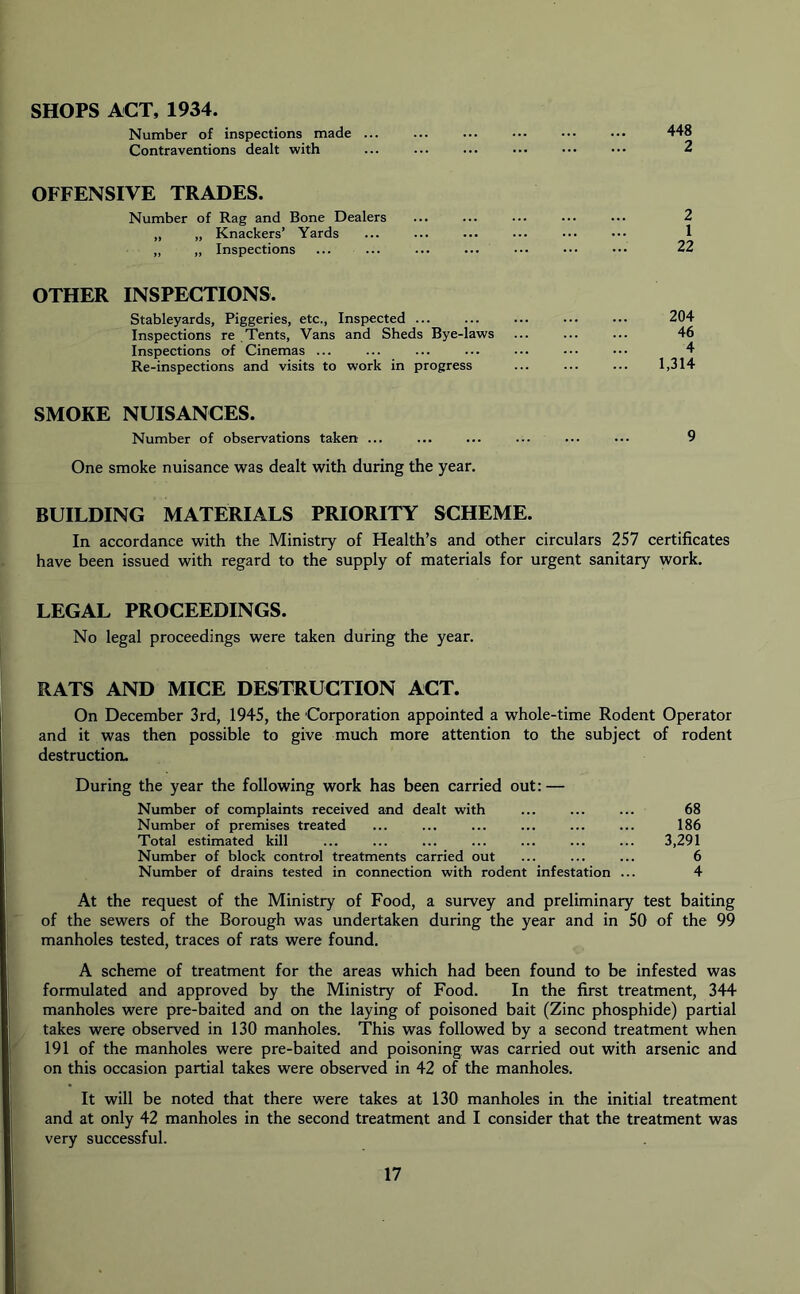 SHOPS ACT, 1934.
Number of inspections made ... ... ... ... ... ... 448
Contraventions dealt with ... ... ... ... ... ... 2
OFFENSIVE TRADES.
Number of Rag and Bone Dealers ... ... ... ... ... 2
„ „ Knackers’ Yards ... ... ... ... ... ... 1
„ „ Inspections ... ... ... ... ... ... ... 22
OTHER INSPECTIONS.
Stableyards, Piggeries, etc., Inspected ... ... ... ... ... 204
Inspections re Tents, Vans and Sheds Bye-laws ... ... ... 46
Inspections of Cinemas ... ... ... ... ... ... ... 4
Re-inspections and visits to work in progress ... ... ... 1,314
SMOKE NUISANCES.
Number of observations taken ... ... ... ... ... ... 9
One smoke nuisance was dealt with during the year.
BUILDING MATERIALS PRIORITY SCHEME.
In accordance with the Ministry of Health’s and other circulars 257 certificates
have been issued with regard to the supply of materials for urgent sanitary work.
LEGAL PROCEEDINGS.
No legal proceedings were taken during the year.
RATS AND MICE DESTRUCTION ACT.
On December 3rd, 1945, the Corporation appointed a whole-time Rodent Operator
and it was then possible to give much more attention to the subject of rodent
destruction.
During the year the following work has been carried out: —
Number of complaints received and dealt with ... ... ... 68
Number of premises treated ... ... ... ... ... ... 186
Total estimated kill ... ... ... ... ... ... ... 3,291
Number of block control treatments carried out ... ... ... 6
Number of drains tested in connection with rodent infestation ... 4
At the request of the Ministry of Food, a survey and preliminary test baiting
of the sewers of the Borough was undertaken during the year and in 50 of the 99
manholes tested, traces of rats were found.
A scheme of treatment for the areas which had been found to be infested was
formulated and approved by the Ministry of Food. In the first treatment, 344
manholes were pre-baited and on the laying of poisoned bait (Zinc phosphide) partial
takes were observed in 130 manholes. This was followed by a second treatment when
191 of the manholes were pre-baited and poisoning was carried out with arsenic and
on this occasion partial takes were observed in 42 of the manholes.
It will be noted that there were takes at 130 manholes in the initial treatment
and at only 42 manholes in the second treatment and I consider that the treatment was
very successful.
17